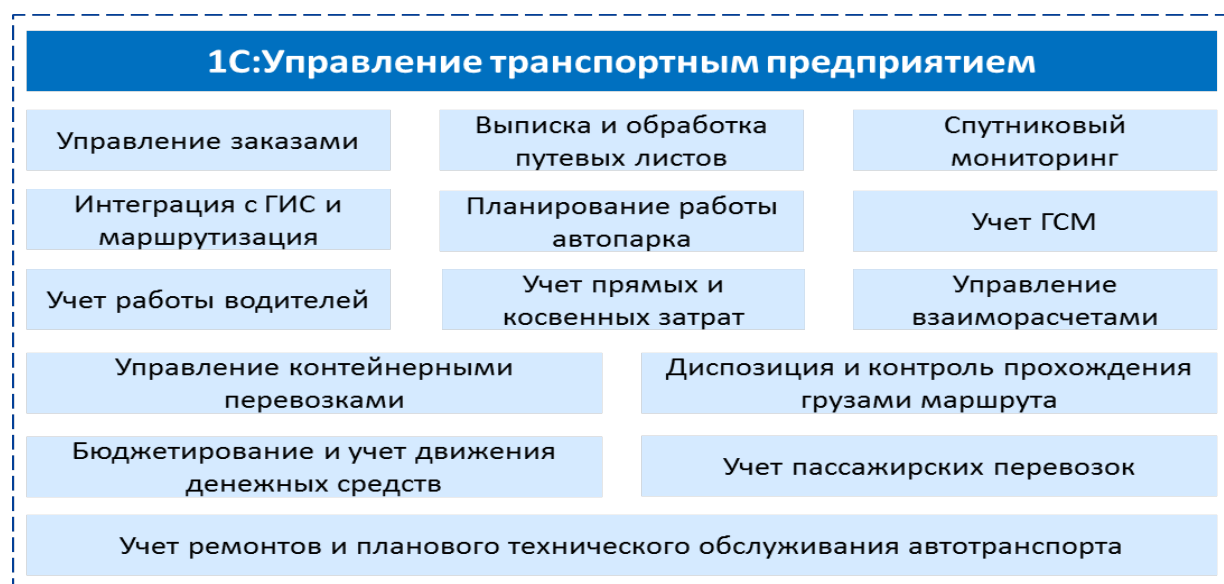 1С:Управление транспортным предприятием
Управление заказами
Выписка и обработка
путевых листов
Спутниковый
мониторинг
Интеграция с ГИС и
маршрутизация
Планирование работы
автопарка
Учет ГСМ
Учет работы водителей
Учет прямых и
косвенных затрат
Управление
взаиморасчетами
Управление контейнерными
перевозками
Диспозиция и контроль прохождения
грузами маршрута
Бюджетирование и учет движения
денежных средств
Учет пассажирских перевозок
Учет ремонтов и планового технического обслуживания автотранспорта